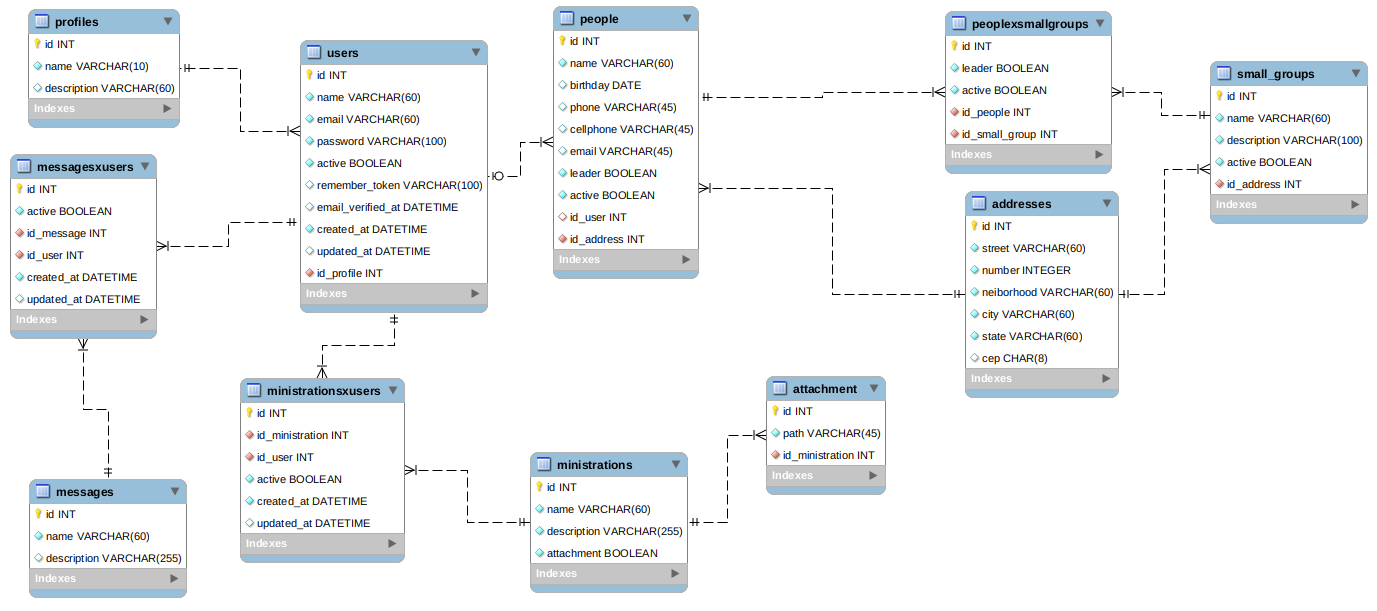 profiles
id INT
name VARCHAR(10)
description VARCHAR(60)
Indexes
messagesxusers
id INT
active BOOLEAN
id_message INT
id_user INT
created_at DATETIME
updated_at DATETIME
Indexes
messages
id INT
name VARCHAR(60)
description VARCHAR(255)
Indexes
users
id INT
name VARCHAR(60)
email VARCHAR(60)
password VARCHAR(100)
active BOOLEAN
remember_token VARCHAR(100)
email_verified_at DATETIME
created_at DATETIME
updated_at DATETIME
id_profile INT
Indexes
ministrationsxusers
id INT
id_ministration INT
id_user INT
active BOOLEAN
created_at DATETIME
updated_at DATETIME
Indexes
people
id INT
name VARCHAR(60)
birthday DATE
phone VARCHAR(45)
cellphone VARCHAR(45)
email VARCHAR(45)
leader BOOLEAN
active BOOLEAN
id_user INT
id_address INT
Indexes
ministrations
id INT
name VARCHAR(60)
description VARCHAR(255)
attachment BOOLEAN
Indexes
attachment
id INT
path VARCHAR(45)
id_ministration INT
Indexes
peoplexsmallgroups
id INT
leader BOOLEAN
active BOOLEAN
id_people INT
id_small_group INT
Indexes
addresses
id INT
street VARCHAR(60)
number INTEGER
neiborhood VARCHAR(60)
city VARCHAR(60)
state VARCHAR(60)
cep CHAR(8)
Indexes
small_groups
id INT
name VARCHAR(60)
description VARCHAR(100)
active BOOLEAN
id_address INT
Indexes